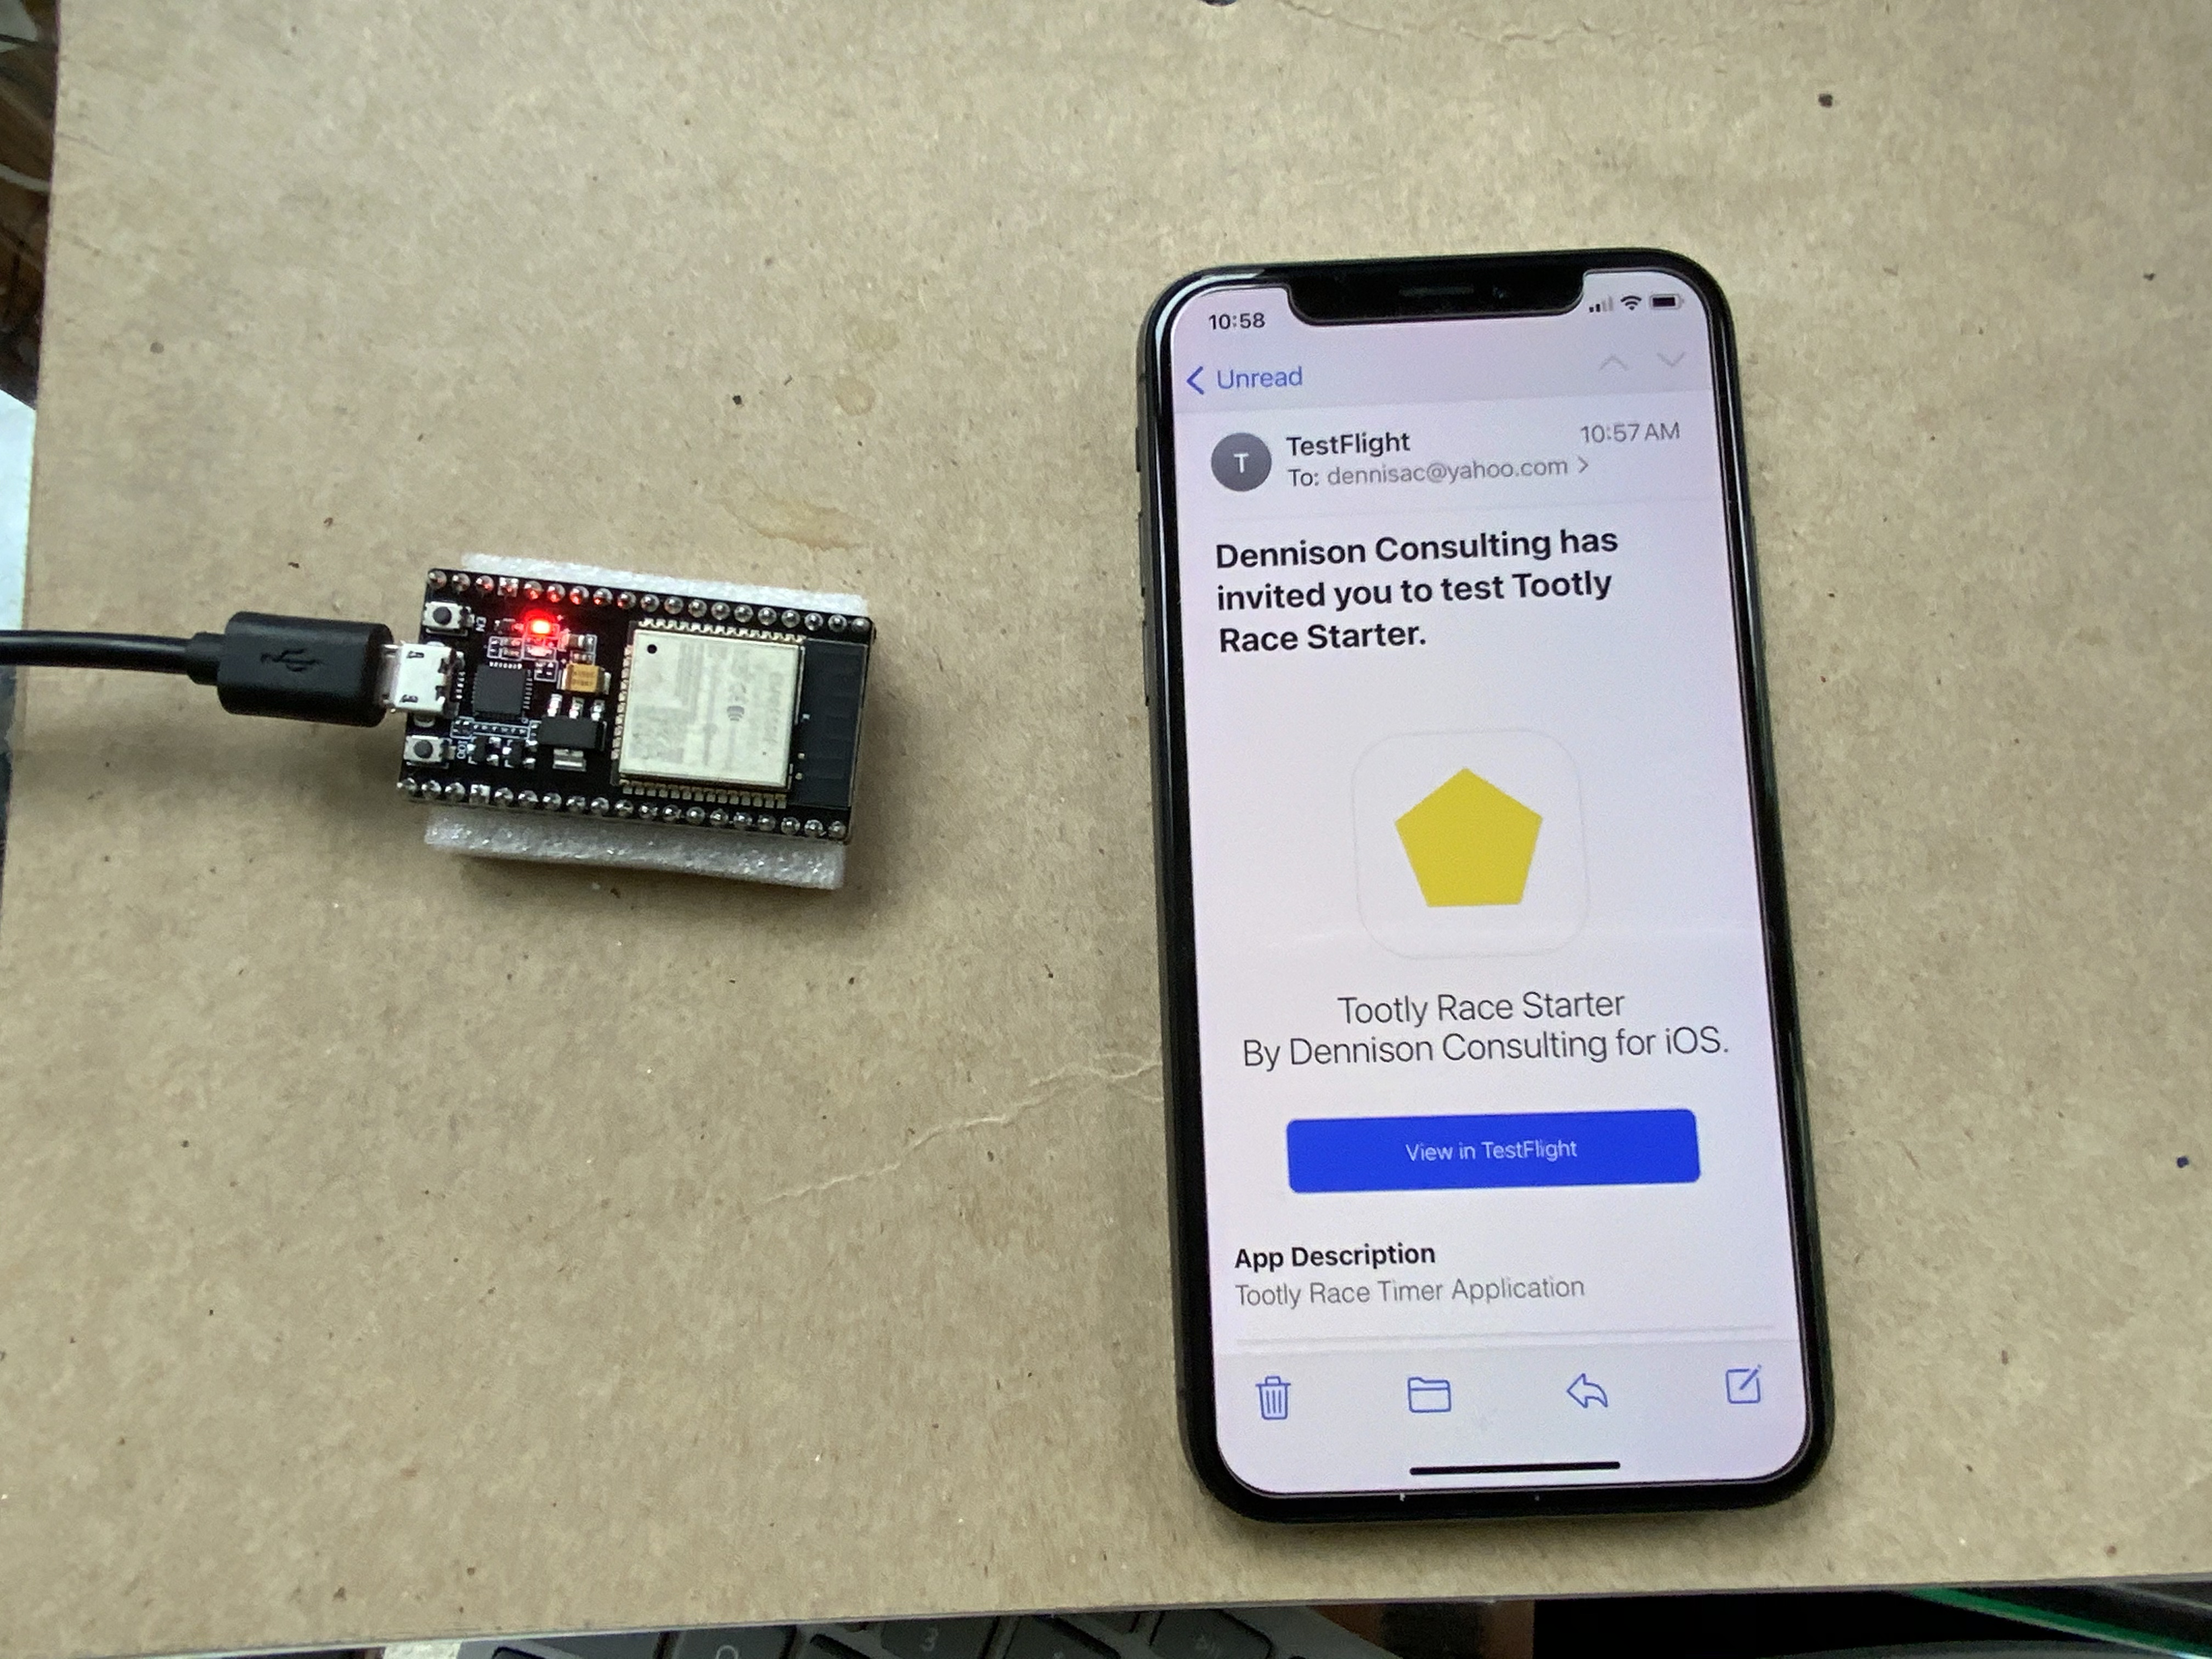 10:58
Unread
T
TestFlight
10:57 AM
To: dennisac@yahoo.com
Dennison Consulting has
invited you to test Tootly
Race Starter.
Tootly Race Starter
By Dennison Consulting for iOS.
View in TestFlight
App Description
Tootly Race Timer Application
EN